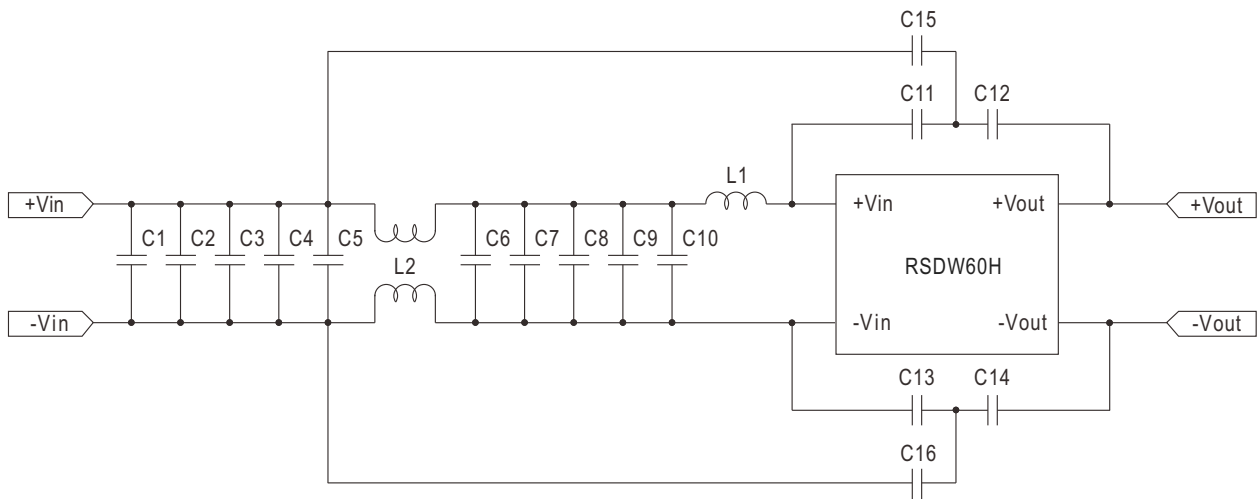 C15
C11 C12
L1
+Vin +Vin +Vout +Vout
C1 C2 C3 C4 C5 C6 C7 C8 C9 C10
L2 RSDW60H
-Vin -Vin -Vout -Vout
C13 C14
C16